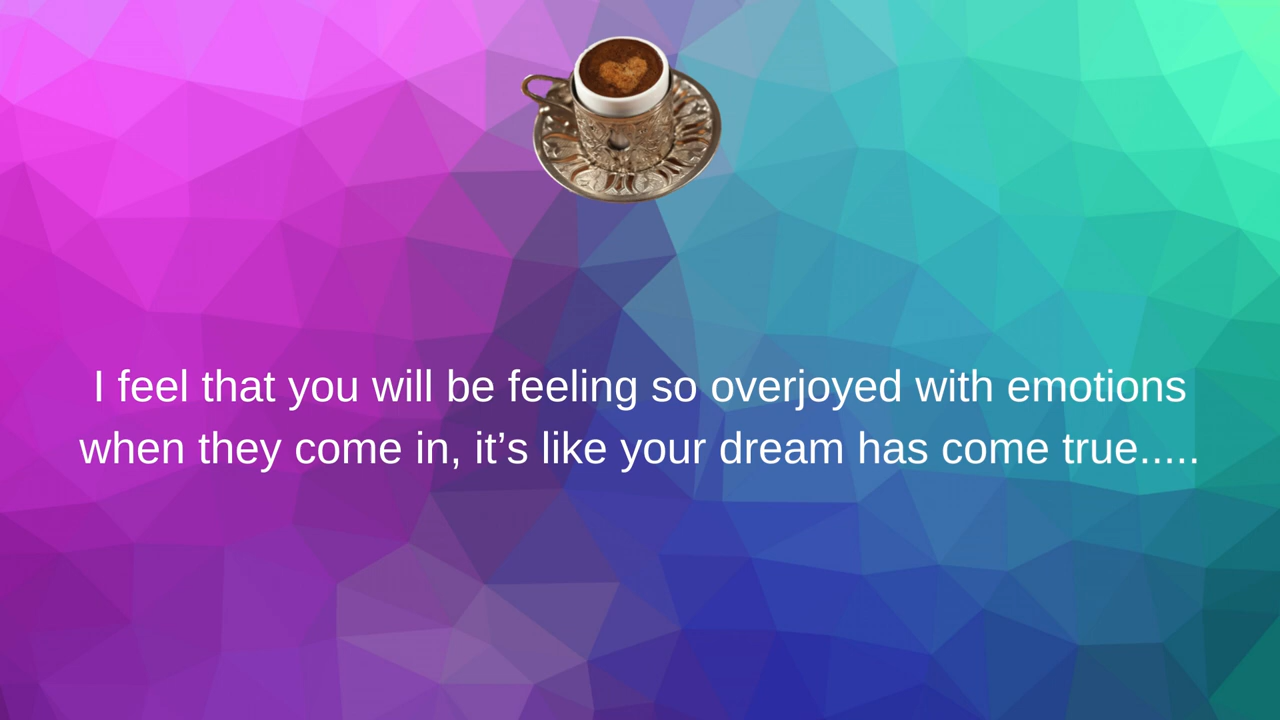 I feel that you will be feeling so overjoyed with emotions
when they come in, it’s like your dream has come true.....